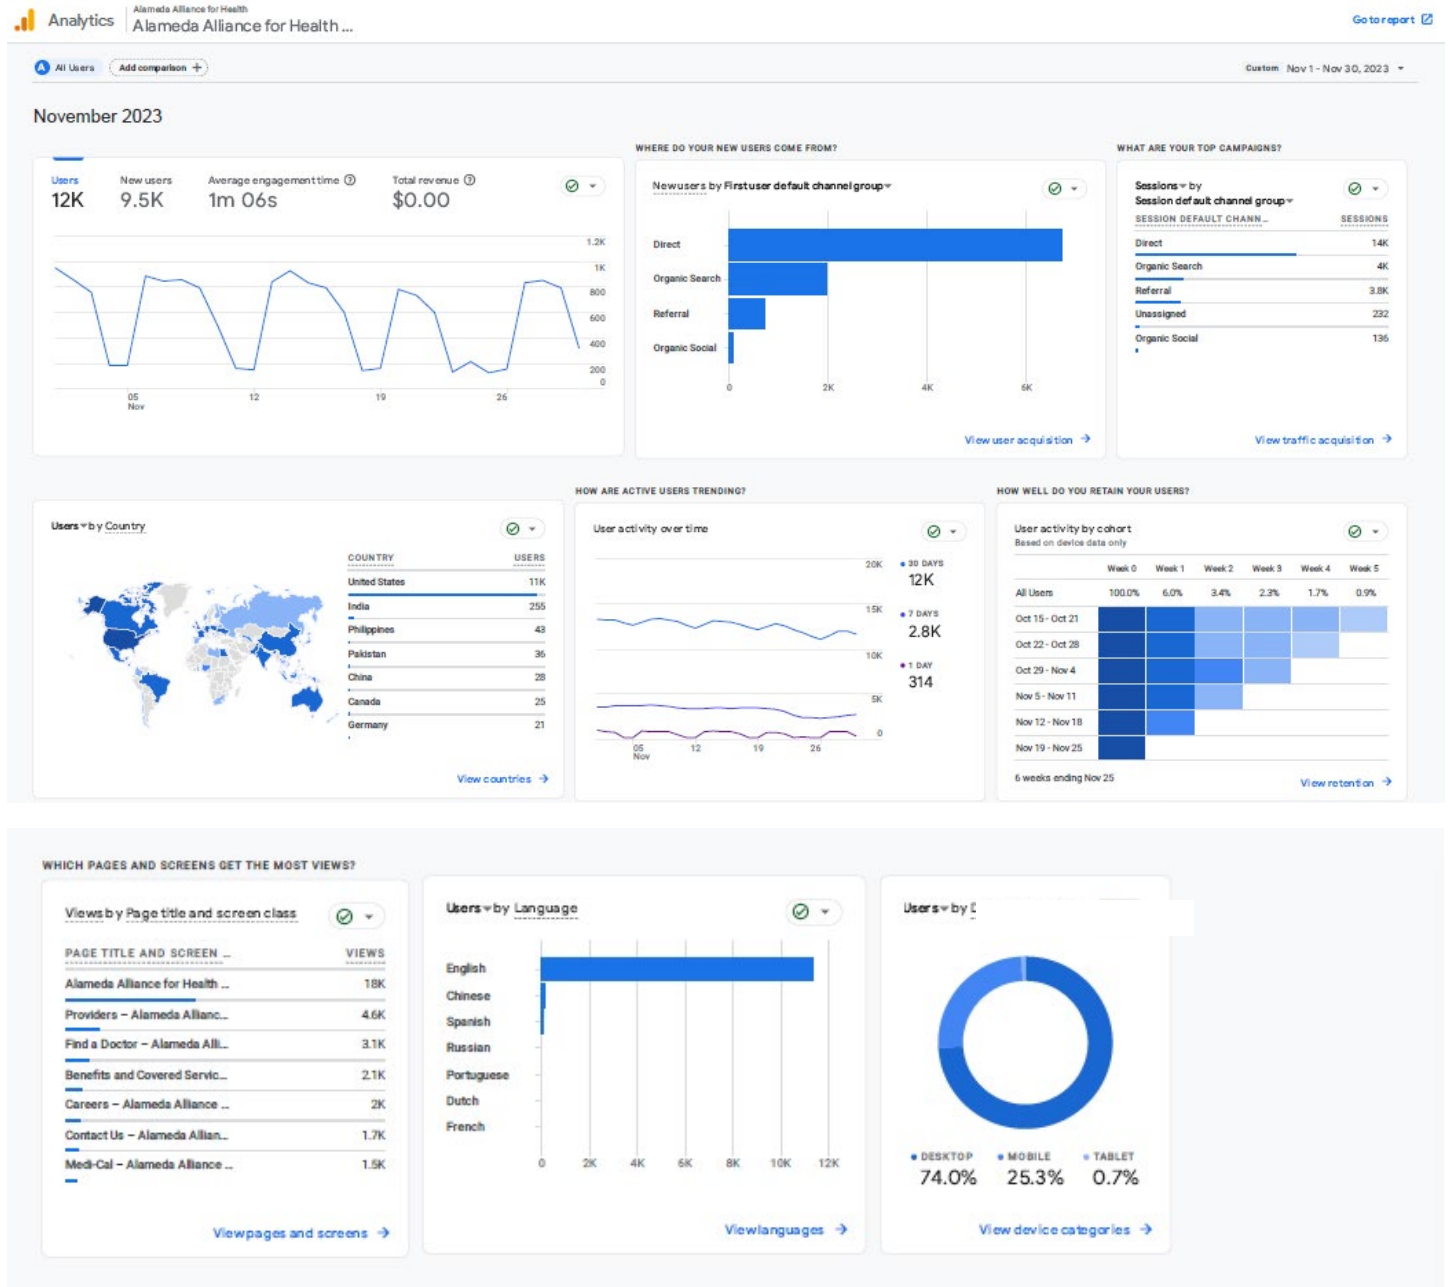 Analytics
Alameda Alliance for Health
Alameda Alliance for Health ...
Go to report
A All Users
Add comparison +
Custom Nov 1 - Nov 30, 2023
November 2023
Users
12K
New users
9.5K
Average engagement time
1m 06s
Total revenue
$0.00
1.2K
1K
800
600
400
200
0
05
Nov
12
19
26
WHERE DO YOUR NEW USERS COME FROM?
New users by First user default channel group
Direct
Organic Search
Referral
Organic Social
0 2K 4K 6K
View user acquisition
WHAT ARE YOUR TOP CAMPAIGNS?
Sessions by
Session default channel group
SESSION DEFAULT CHANN... SESSIONS
Direct 14K
Organic Search 4K
Referral 3.8K
Unassigned 232
Organic Social 136
View traffic acquisition
Users by Country
COUNTRY USERS
United States 11K
India 255
Philippines 43
Pakistan 36
China 28
Canada 25
Germany 21
View countries
HOW ARE ACTIVE USERS TRENDING?
User activity over time
20K
15K
10K
5K
0
05
Nov
12
19
26
30 DAYS
12K
7 DAYS
2.8K
1 DAY
314
HOW WELL DO YOU RETAIN YOUR USERS?
User activity by cohort
Based on device data only
Week 0 Week 1 Week 2 Week 3 Week 4 Week 5
All Users 100.0% 6.0% 3.4% 2.3% 1.7% 0.9%
Oct 15 - Oct 21
Oct 22 - Oct 28
Oct 29 - Nov 4
Nov 5 - Nov 11
Nov 12 - Nov 18
Nov 19 - Nov 25
6 weeks ending Nov 25
View retention
WHICH PAGES AND SCREENS GET THE MOST VIEWS?
Views by Page title and screen class
PAGE TITLE AND SCREEN ... VIEWS
Alameda Alliance for Health ... 18K
Providers – Alameda Allianc... 4.6K
Find a Doctor – Alameda Alli... 3.1K
Benefits and Covered Servic... 2.1K
Careers – Alameda Alliance ... 2K
Contact Us – Alameda Allian... 1.7K
Medi-Cal – Alameda Alliance ... 1.5K
View pages and screens
Users by Language
English
Chinese
Spanish
Russian
Portuguese
Dutch
French
0 2K 4K 6K 8K 10K 12K
View languages
Users by
DESKTOP
74.0%
MOBILE
25.3%
TABLET
0.7%
View device categories